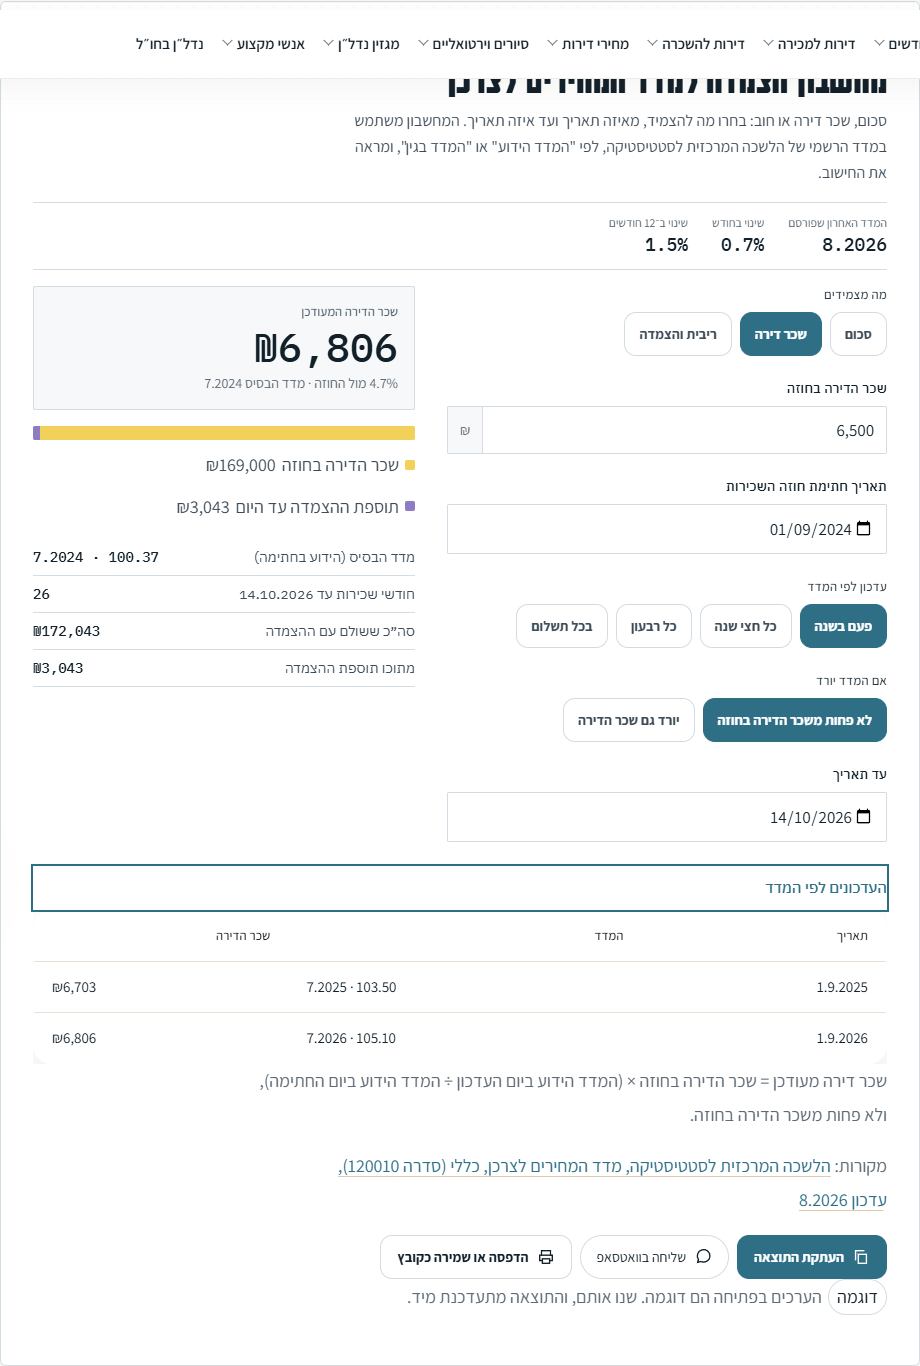 דשים
דירות למכירה
דירות להשכרה
מחירי דירות
סיורים וירטואליים
מגזין נדל״ן
אנשי מקצוע
נדל״ן בחו״ל
מחשבון הצמדה למדד המחירים לצרכן
סכום, שכר דירה או חוב: בחרו מה להצמיד, מאיזה תאריך ועד איזה תאריך. המחשבון משתמש
במדד הרשמי של הלשכה המרכזית לסטטיסטיקה, לפי "המדד הידוע" או "המדד בגין", ומראה
את החישוב.
המדד האחרון שפורסם
8.2026
שינוי בחודש
0.7%
שינוי ב־12 חודשים
1.5%
מה מצמידים
סכום
שכר דירה
ריבית והצמדה
שכר הדירה בחוזה
6,500
₪
תאריך חתימת חוזה השכירות
01/09/2024
עדכון לפי המדד
פעם בשנה
כל חצי שנה
כל רבעון
בכל תשלום
אם המדד יורד
לא פחות משכר הדירה בחוזה
יורד גם שכר הדירה
עד תאריך
14/10/2026
שכר הדירה המעודכן
₪6,806
4.7% מול החוזה · מדד הבסיס 7.2024
שכר הדירה בחוזה ₪169,000
תוספת ההצמדה עד היום ₪3,043
מדד הבסיס (הידוע בחתימה) 7.2024 · 100.37
חודשי שכירות עד 14.10.2026 26
סה״כ ששולם עם ההצמדה ₪172,043
מתוכו תוספת ההצמדה ₪3,043
העדכונים לפי המדד
תאריך המדד שכר הדירה
1.9.2025 7.2025 · 103.50 ₪6,703
1.9.2026 7.2026 · 105.10 ₪6,806
שכר דירה מעודכן = שכר הדירה בחוזה × (המדד הידוע ביום העדכון ÷ המדד הידוע ביום החתימה),
ולא פחות משכר הדירה בחוזה.
מקורות: הלשכה המרכזית לסטטיסטיקה, מדד המחירים לצרכן, כללי (סדרה 120010),
עדכון 8.2026
העתקת התוצאה
שליחה בוואטסאפ
הדפסה או שמירה כקובץ
דוגמה הערכים בפתיחה הם דוגמה. שנו אותם, והתוצאה מתעדכנת מיד.